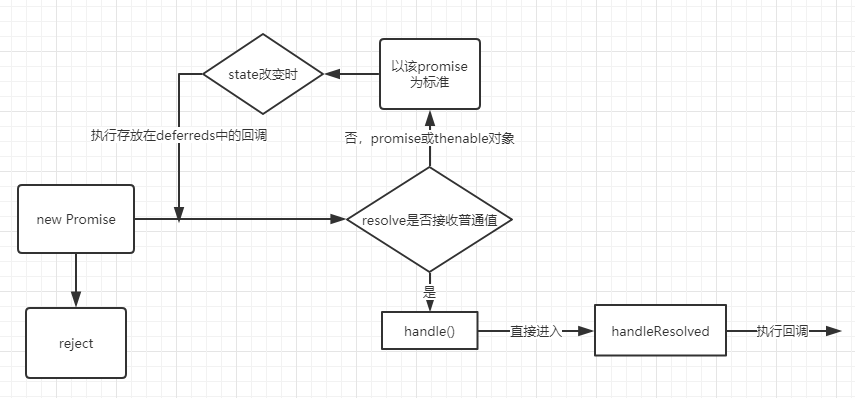 state改变时
以该promise
为标准
执行存放在deferreds中的回调
否，promise或thenable对象
new Promise
resolve是否接收普通值
是
reject
handle()
直接进入
handleResolved
执行回调